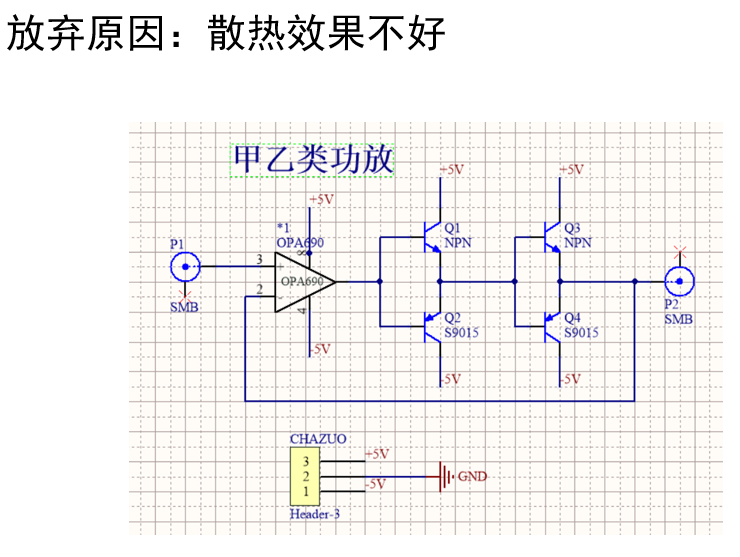 放弃原因：散热效果不好
甲乙类功放
+5V
+5V
+5V
*1
OPA690
8
Q1
NPN
Q3
NPN
P1
3
OPA690
2
4
SMB
Q2
S9015
Q4
S9015
P2
SMB
-5V
-5V
-5V
CHAZUO
3
+5V
2
GND
1
-5V
Header-3